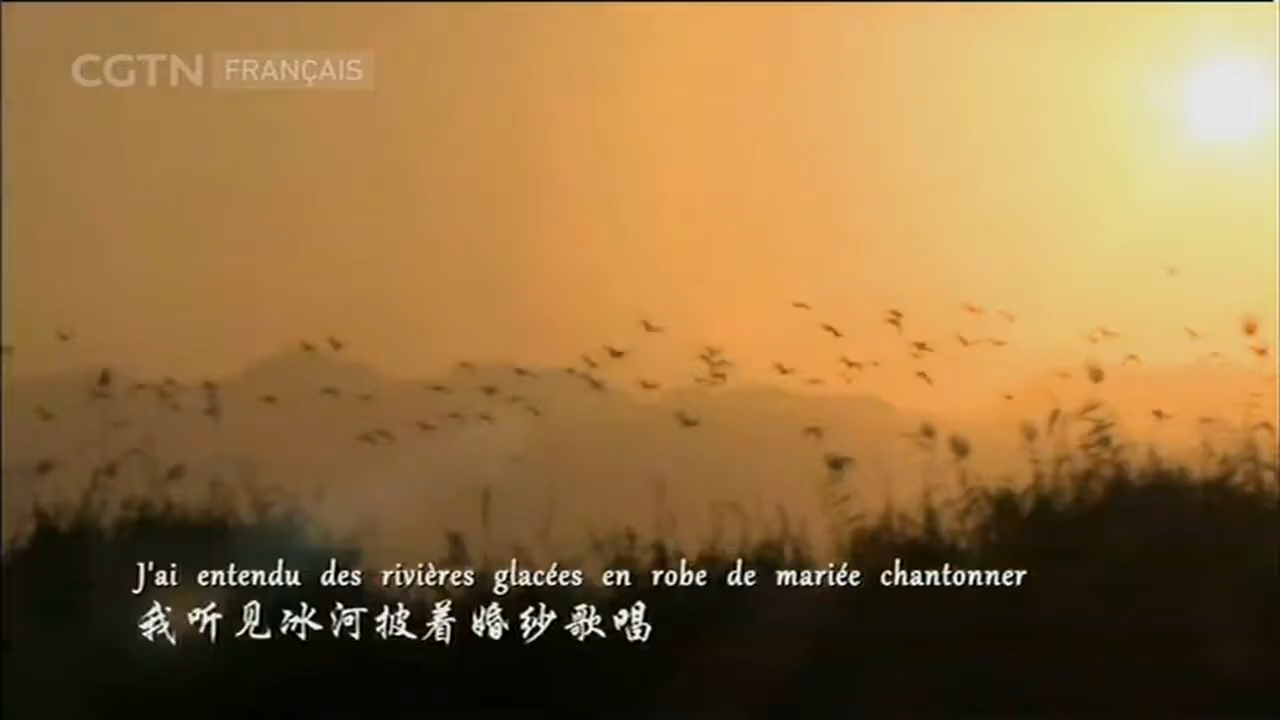 CGTN FRANÇAIS
J'ai entendu des rivières glacées en robe de mariée chantonner
我听见冰河披着婚纱歌唱